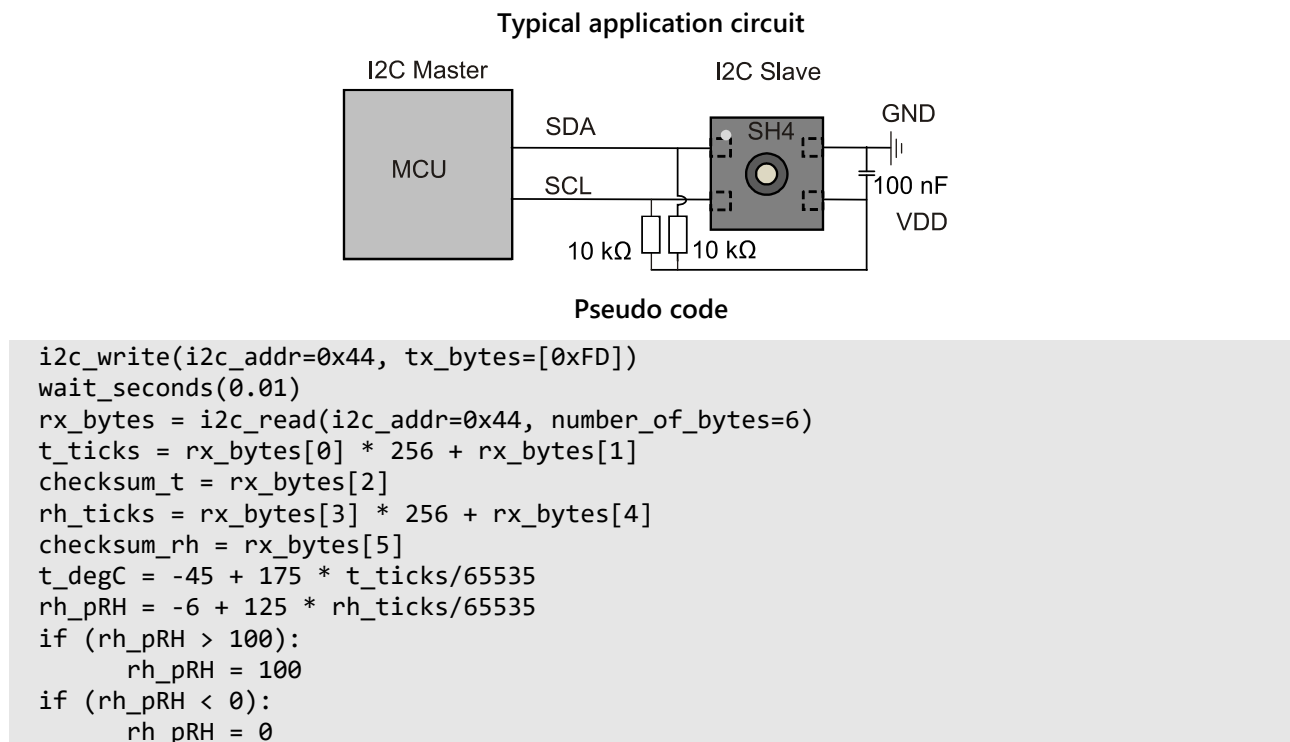 Typical application circuit
I2C Master
I2C Slave
SDA
SH4
GND
MCU
SCL
100 nF
VDD
10 kΩ
10 kΩ
Pseudo code
i2c_write(i2c_addr=0x44, tx_bytes=[0xFD])
wait_seconds(0.01)
rx_bytes = i2c_read(i2c_addr=0x44, number_of_bytes=6)
t_ticks = rx_bytes[0] * 256 + rx_bytes[1]
checksum_t = rx_bytes[2]
rh_ticks = rx_bytes[3] * 256 + rx_bytes[4]
checksum_rh = rx_bytes[5]
t_degC = -45 + 175 * t_ticks/65535
rh_pRH = -6 + 125 * rh_ticks/65535
if (rh_pRH > 100):
rh_pRH = 100
if (rh_pRH < 0):
rh_pRH = 0